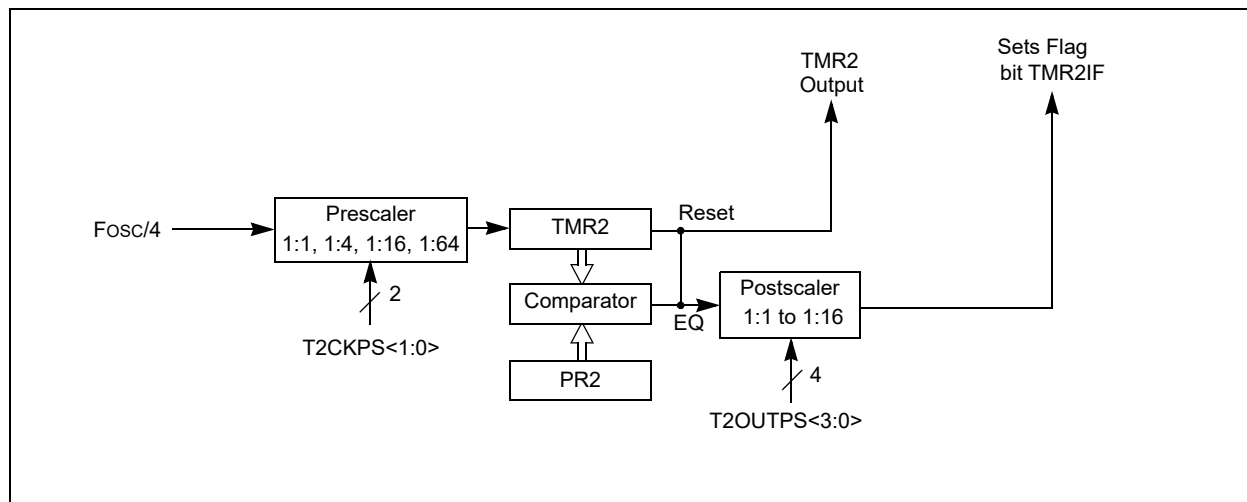 TMR2
Output
Sets Flag
bit TMR2IF
Fosc/4
Prescaler
1:1, 1:4, 1:16, 1:64
2
T2CKPS<1:0>
TMR2
Reset
Comparator
EQ
PR2
Postscaler
1:1 to 1:16
4
T2OUTPS<3:0>